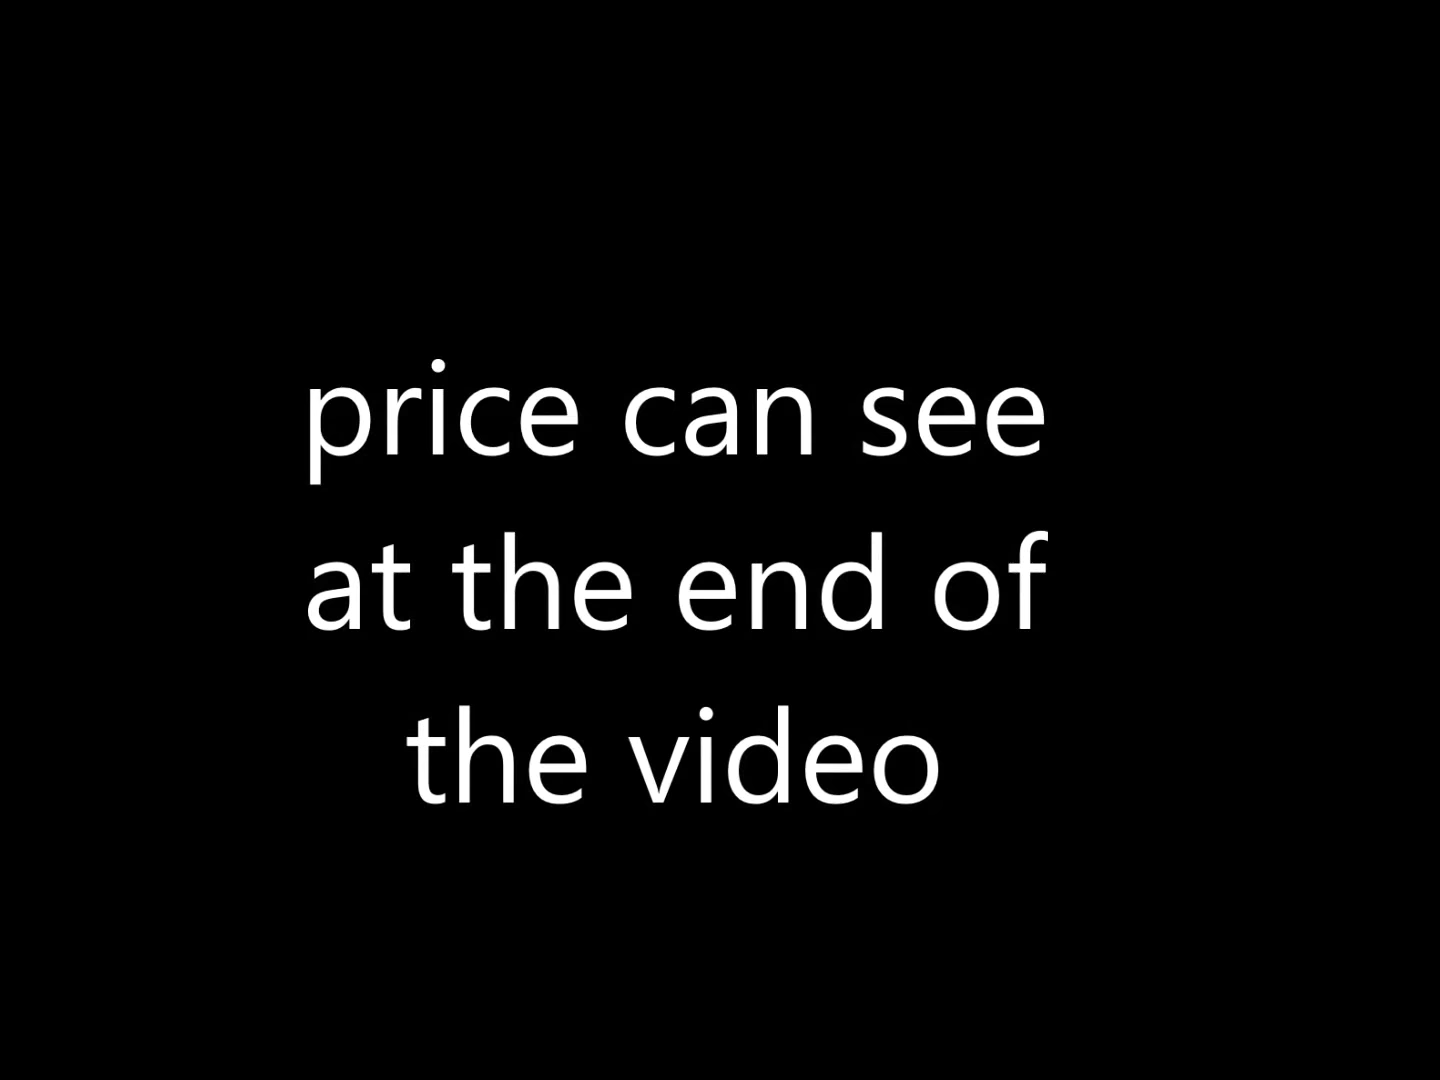 price can see
at the end of
the video